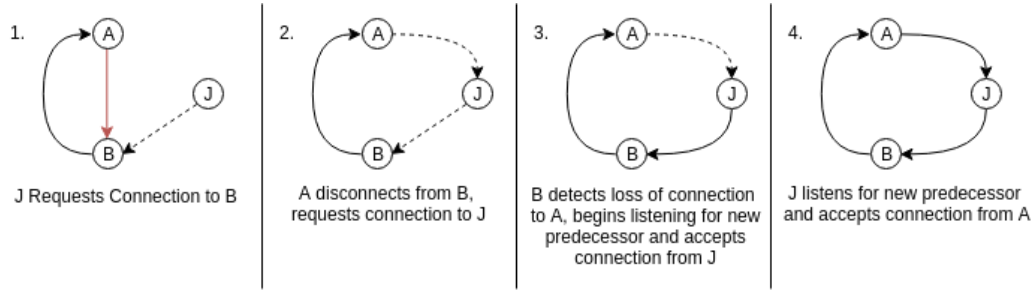 1.
A
J
B
J Requests Connection to B
2.
A
J
B
A disconnects from B,
requests connection to J
3.
A
J
B
B detects loss of connection
to A, begins listening for new
predecessor and accepts
connection from J
4.
A
J
B
J listens for new predecessor
and accepts connection from A